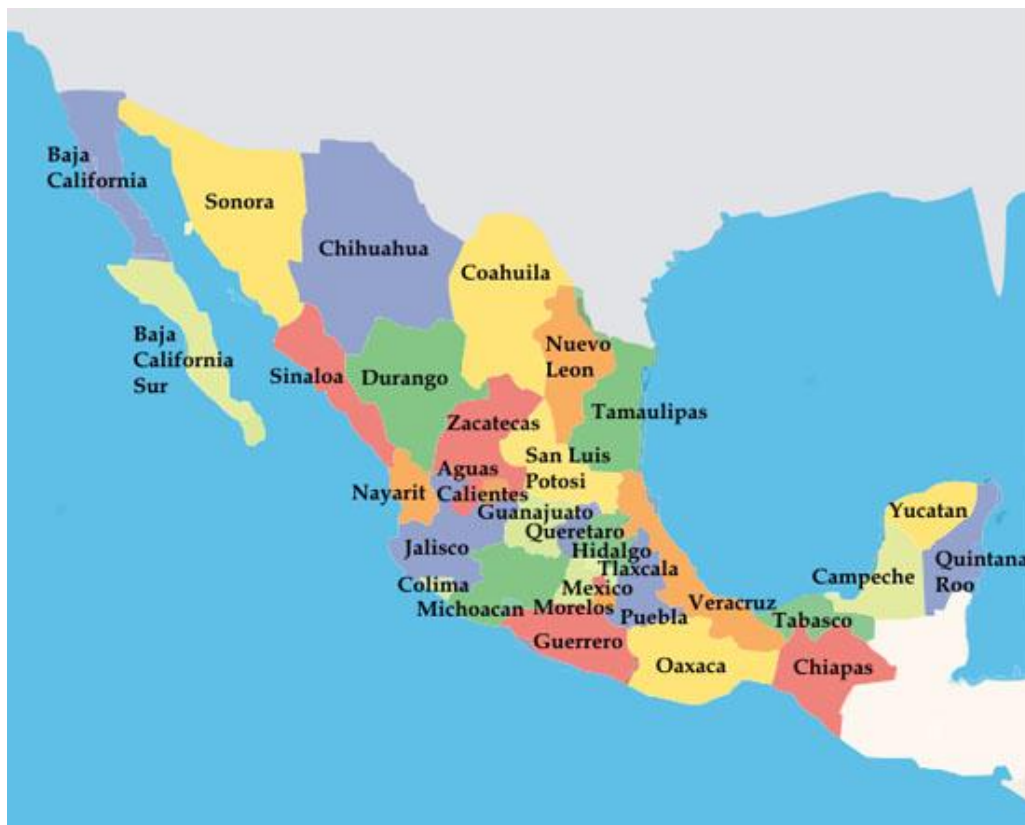 Baja
California
Sonora
Chihuahua
Coahuila
Baja
California
Sur
Sinaloa
Durango
Nuevo
Leon
Tamaulipas
Zacatecas
San Luis
Potosi
Aguas
Calientes
Nayarit
Guanajuato
Queretaro
Jalisco
Hidalgo
Tlaxcala
Colima
Mexico
Michoacan
Morelos
Puebla
Veracruz
Guerrero
Oaxaca
Yucatan
Quintana
Roo
Campeche
Tabasco
Chiapas